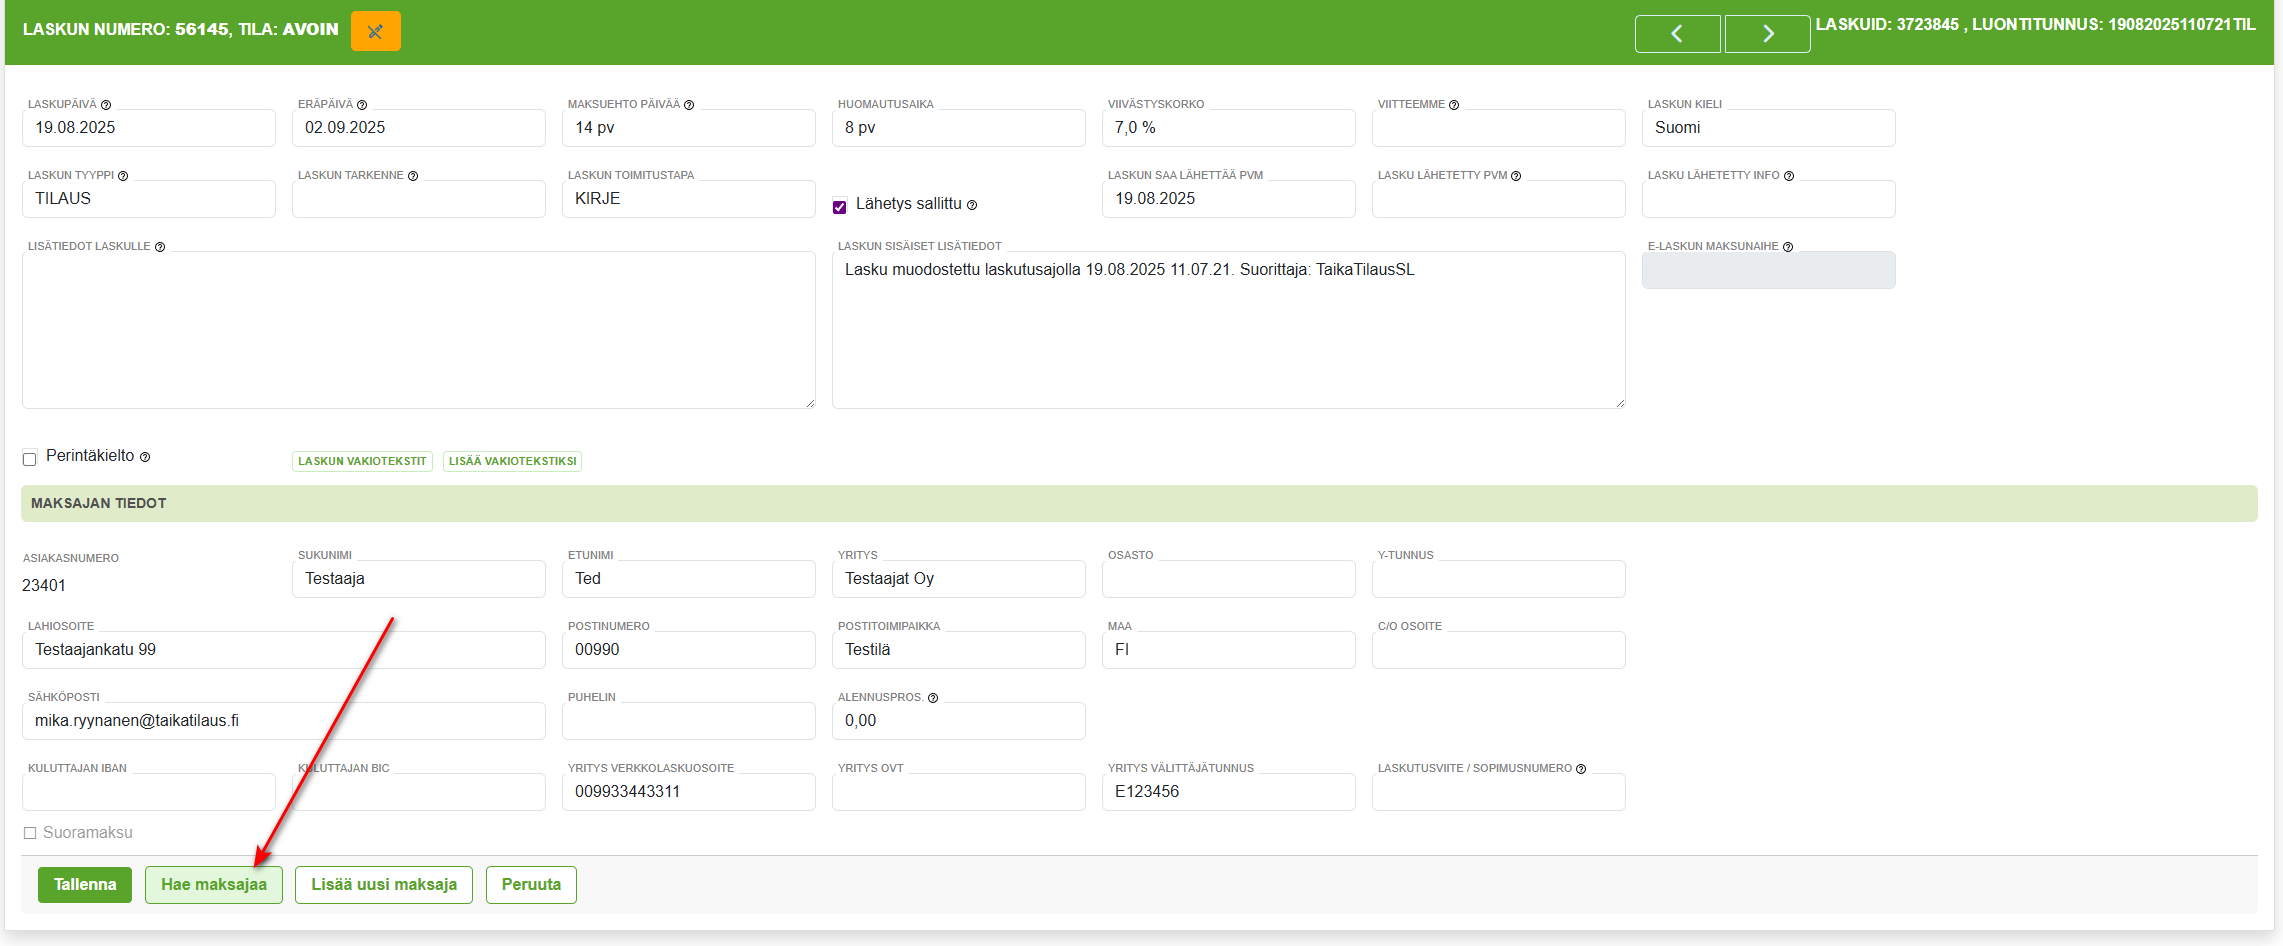 LASKUN NUMERO: 56145, TILA: AVOIN
LASKUID: 3723845 , LUONTITUNNUS: 19082025110721TIL
LASKUPÄIVÄ ERÄPÄIVÄ MAKSUEHTO PÄIVÄÄ HUOMAUTUSAIKA VIIVÄSTYSKORKO VIITTEEMME LASKUN KIELI
19.08.2025 02.09.2025 14 pv 8 pv 7,0 % Suomi
LASKUN TYYPPI LASKUN TARKENNE LASKUN TOIMITUSTAPA LASKUN SAA LÄHETTÄÄ PVM LASKU LÄHETETTY PVM LASKU LÄHETETTY INFO
TILAUS KIRJE Lähetys sallittu 19.08.2025
LISÄTIEDOT LASKULLE LASKUN SISÄISET LISÄTIEDOT E-LASKUN MAKSUNAIHE
Lasku muodostettu laskutusajolla 19.08.2025 11.07.21. Suorittaja: TaikaTilausSL
Perintäkielto LASKUN VAKIOTEKSTIT LISÄÄ VAKIOTEKSTIKSI
MAKSAJAN TIEDOT
ASIAKASNUMERO SUKUNIMI ETUNIMI YRITYS OSASTO Y-TUNNUS
23401 Testaaja Ted Testaajat Oy
LAHIOSOITE POSTINUMERO POSTITOIMIPAIKKA MAA C/O OSOITE
Testaajankatu 99 00990 Testilä FI
SÄHKÖPOSTI PUHELIN ALENNUSPROS.
mika.ryynanen@taikatilaus.fi 0,00
KULUTTAJAN IBAN KULUTTAJAN BIC YRITYS VERKKOLASKUOSOITE YRITYS OVT YRITYS VÄLITTÄJÄTUNNUS LASKUTUSVIITE / SOPIMUSNUMERO
009933443311 E123456
Suoramaksu
Tallenna Hae maksajaa Lisää uusi maksaja Peruuta